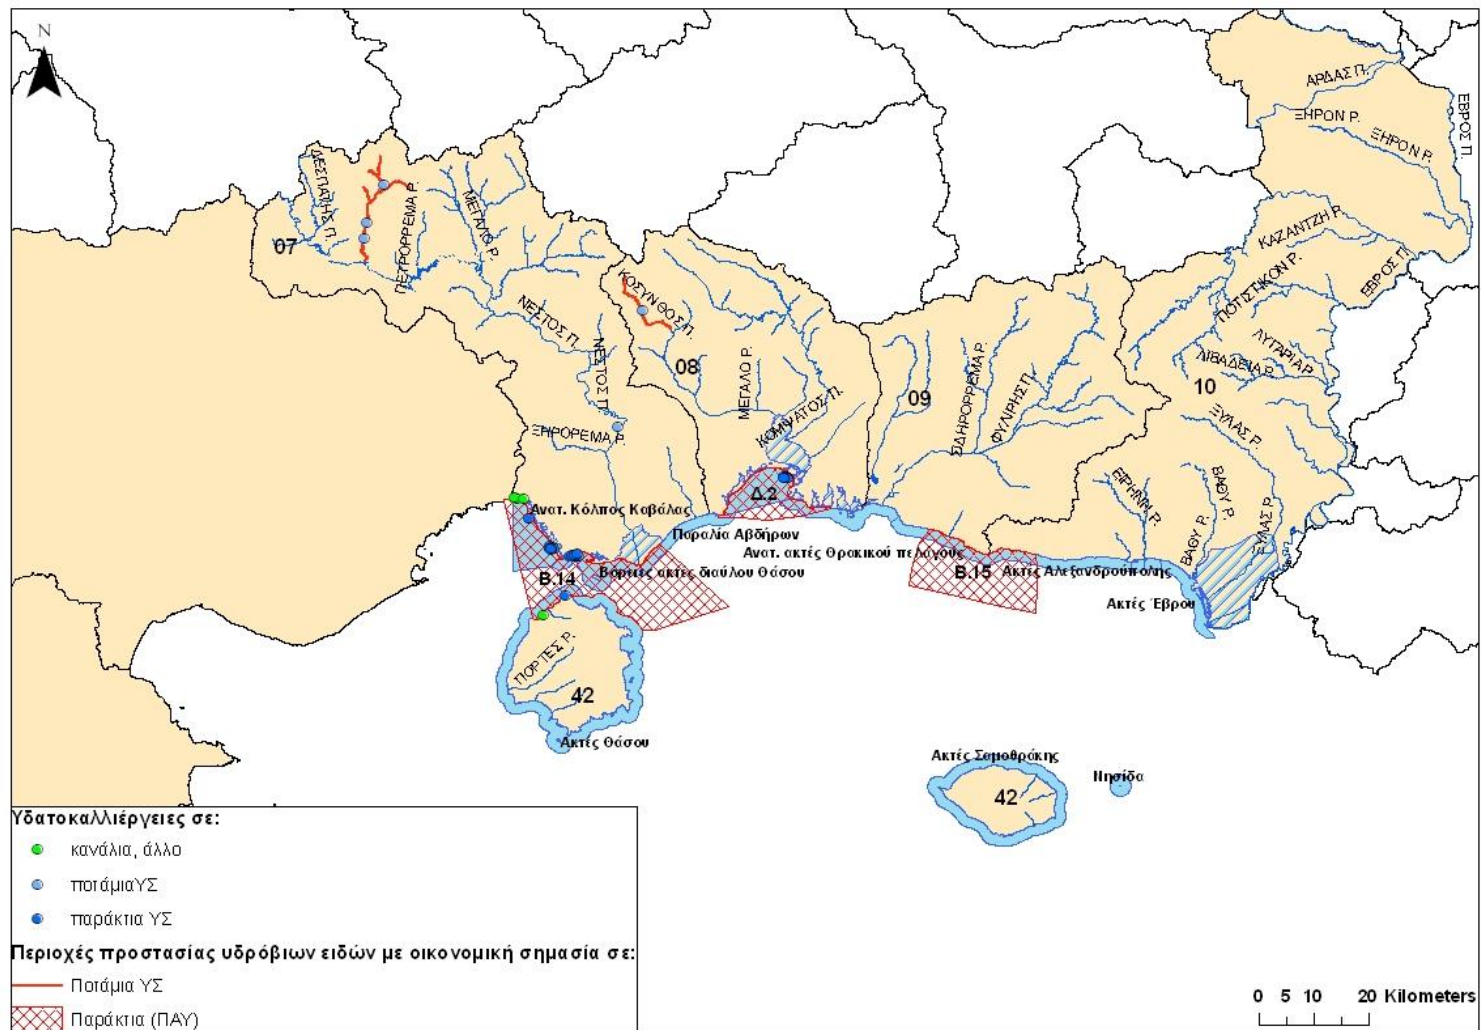 N
ΑΡΔΑΣ Π.
ΞΗΡΟΝ Ρ.
ΞΗΡΟΝ Ρ.
ΕΒΡΟΣ Π.
ΔΕΣΠΑΤΗΣ Π.
ΠΕΤΡΟΡΡΕΜΑ Ρ.
ΜΕΓΑΛΟ Ρ.
07
ΚΑΖΑΝΤΖΗ Ρ.
ΠΟΤΙΣΤΙΚΟΝ Ρ.
ΕΒΡΟΣ Π.
ΚΟΣΥΝΘΟΣ Π.
ΝΕΣΤΟΣ Π.
ΝΕΣΤΟΣ Π.
08
ΜΕΓΑΛΟ Ρ.
ΚΟΜΨΑΤΟΣ Π.
09
ΣΙΔΗΡΟΡΡΕΜΑ Ρ.
ΦΥΛΙΡΗΣ Π.
ΛΥΓΑΡΙΑ Ρ.
ΛΙΒΑΔΕΙΑ Ρ.
10
ΞΥΛΑΣ Ρ.
ΞΗΡΟΡΕΜΑ Ρ.
ΕΙΡΗΝΗ Ρ.
ΒΑΘΥ Ρ.
ΒΑΘΥ Ρ.
ΞΥΛΑΣ Ρ.
Δ.2
Ανατ. Κόλπος Καβάλας
Παραλία Αβδήρων
Ανατ. ακτές Θρακικού πελάγους
Β.14
Βόρειες ακτές διαύλου Θάσου
Β.15
Ακτές Αλεξανδρούπολης
Ακτές Έβρου
ΠΟΡΤΕΣ Ρ.
42
Ακτές Θάσου
Ακτές Σαμοθράκης
Νησίδα
42
Υδατοκαλλιέργειες σε:
κανάλια, άλλο
ποτάμιαΥΣ
παράκτια ΥΣ
Περιοχές προστασίας υδρόβιων ειδών με οικονομική σημασία σε:
Ποτάμια ΥΣ
Παράκτια (ΠΑΥ)
0 5 10 20 Kilometers